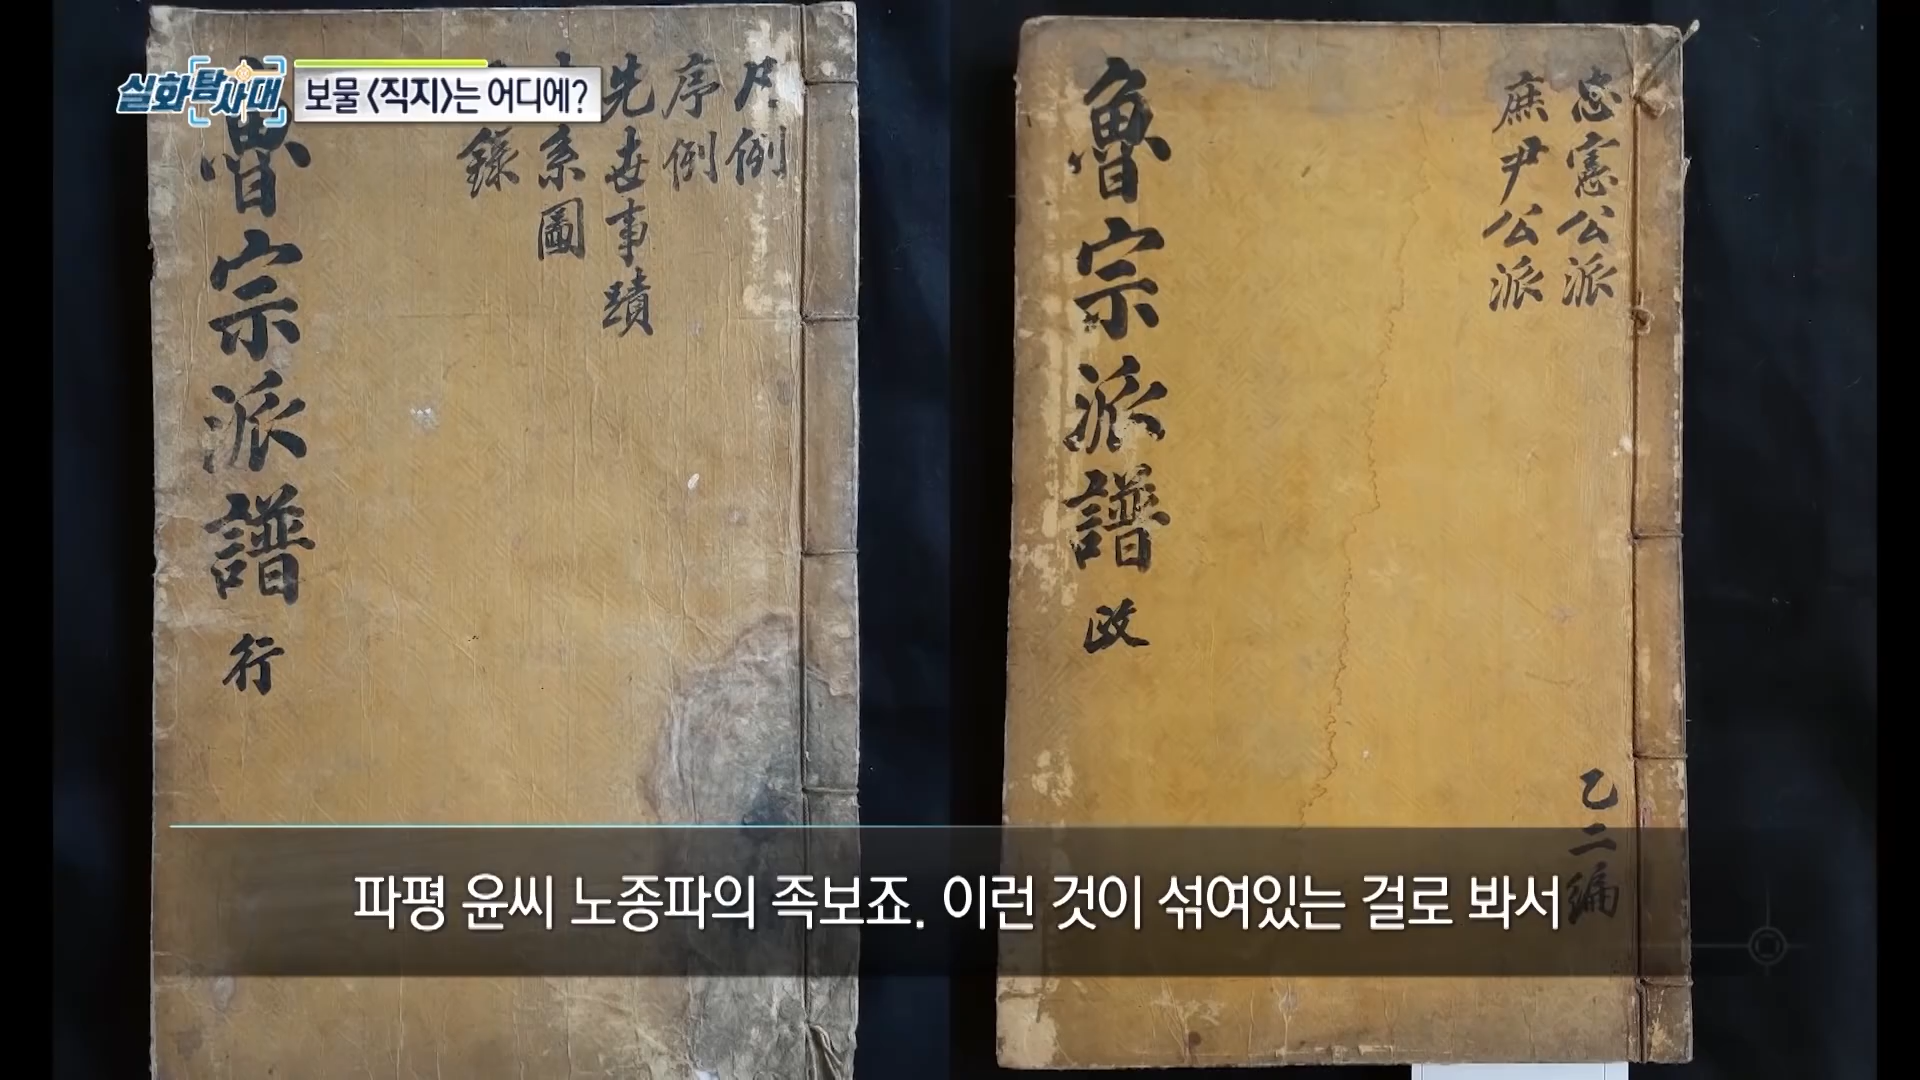 실화탐사대
보물 <직지>는 어디에?
凡例
序例
先世事蹟
系圖
錄
魯宗派譜 行
忠憲公派
庶尹公派
乙二編
魯宗派譜 政
파평 윤씨 노종파의 족보죠. 이런 것이 섞여있는 걸로 봐서